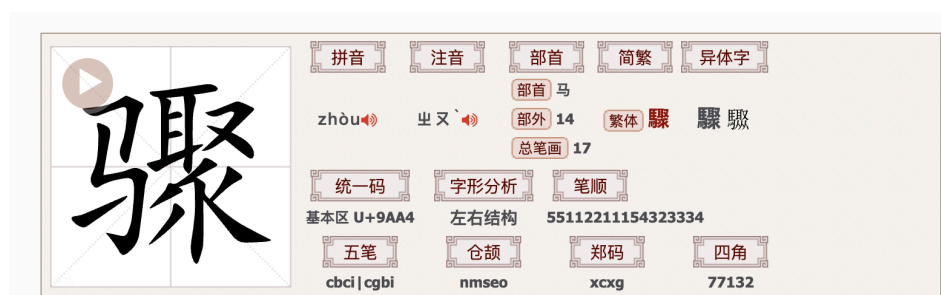 骤
拼音 注音 部首 简繁 异体字
部首 马
zhòu ㄓㄡˋ 部外 14 繁体 驟 驟 䮟
总笔画 17
统一码 字形分析 笔顺
基本区 U+9AA4 左右结构 55112211154323334
五笔 仓颉 郑码 四角
cbci|cgbi nmseo xcxg 77132